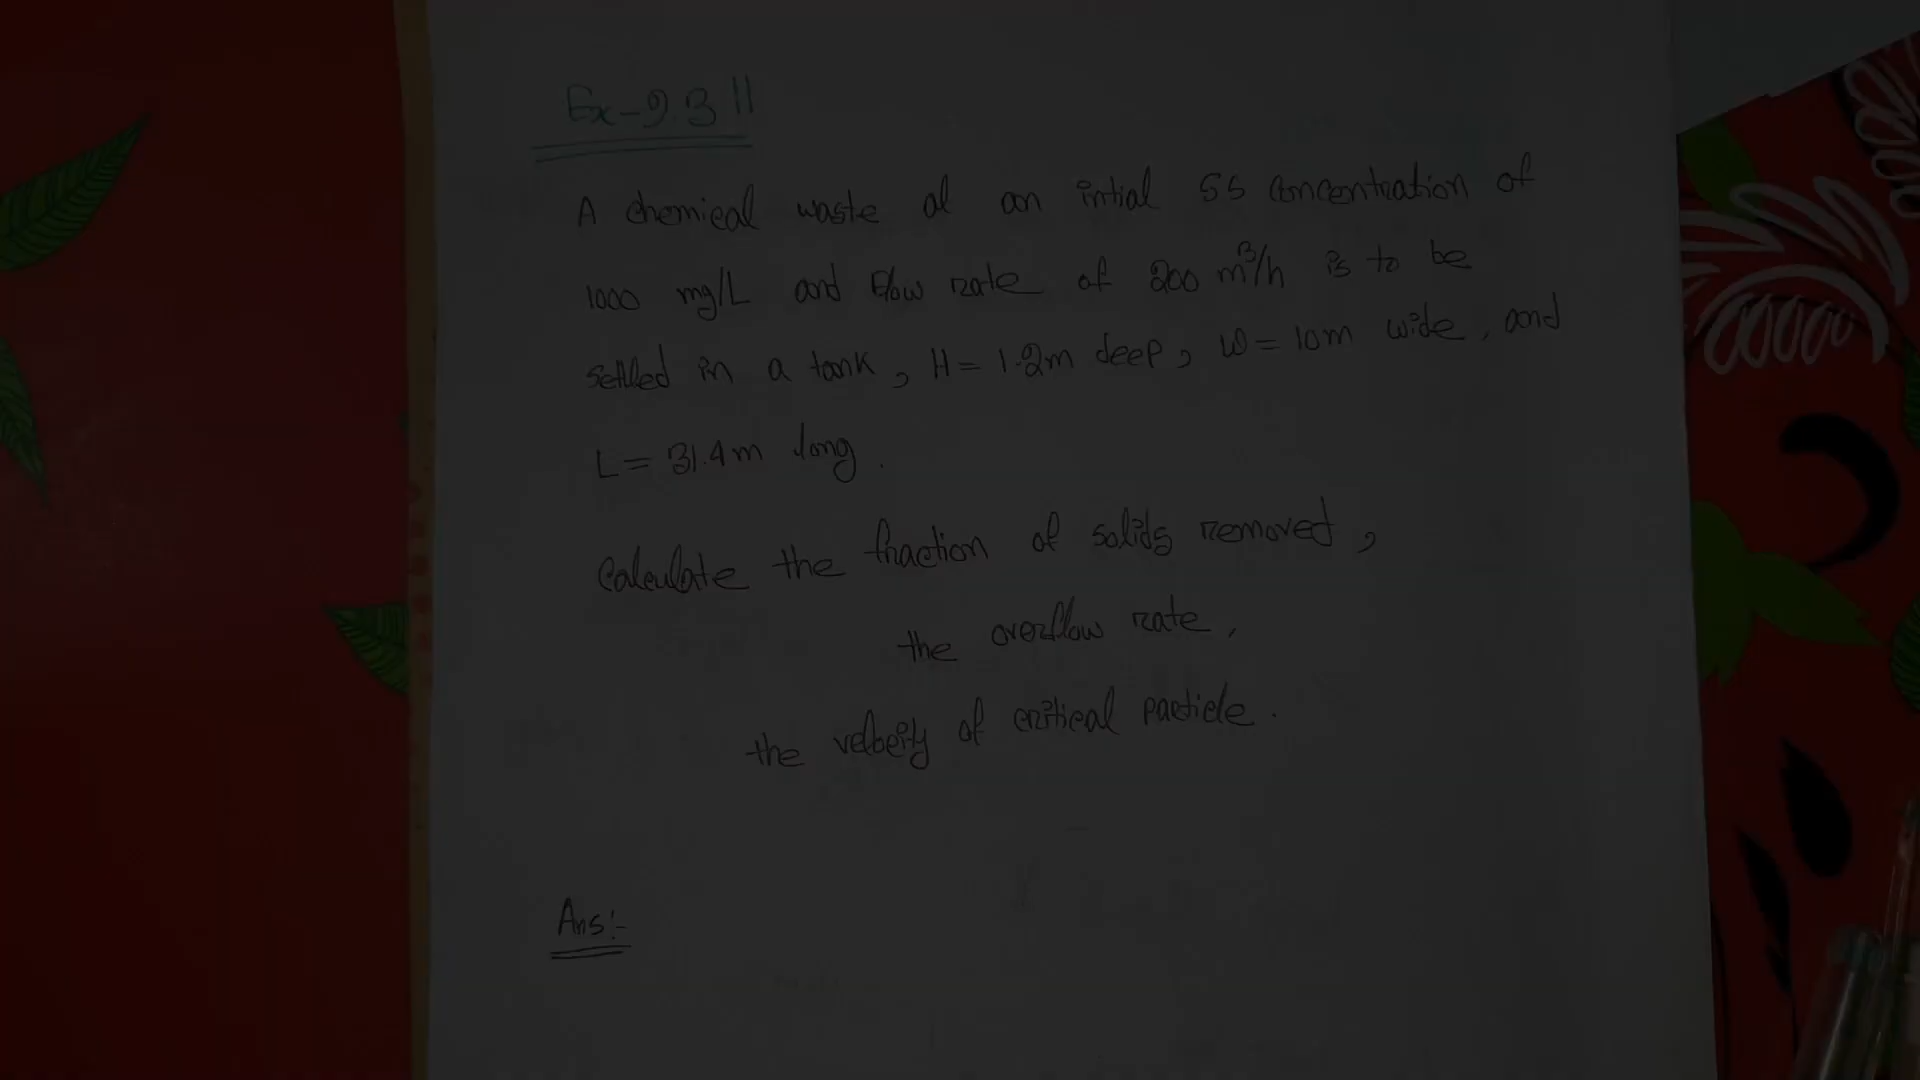 Ex-9.3 ||
A chemical waste at an intial SS Concentration of
1000 mg/L and flow rate of 200 m³/h is to be
settled in a tank, H = 1.2m deep, W = 10m wide, and
L = 31.4m long.
Calculate the fraction of solids removed,
the overflow rate,
the velocity of critical particle.
Ans:-